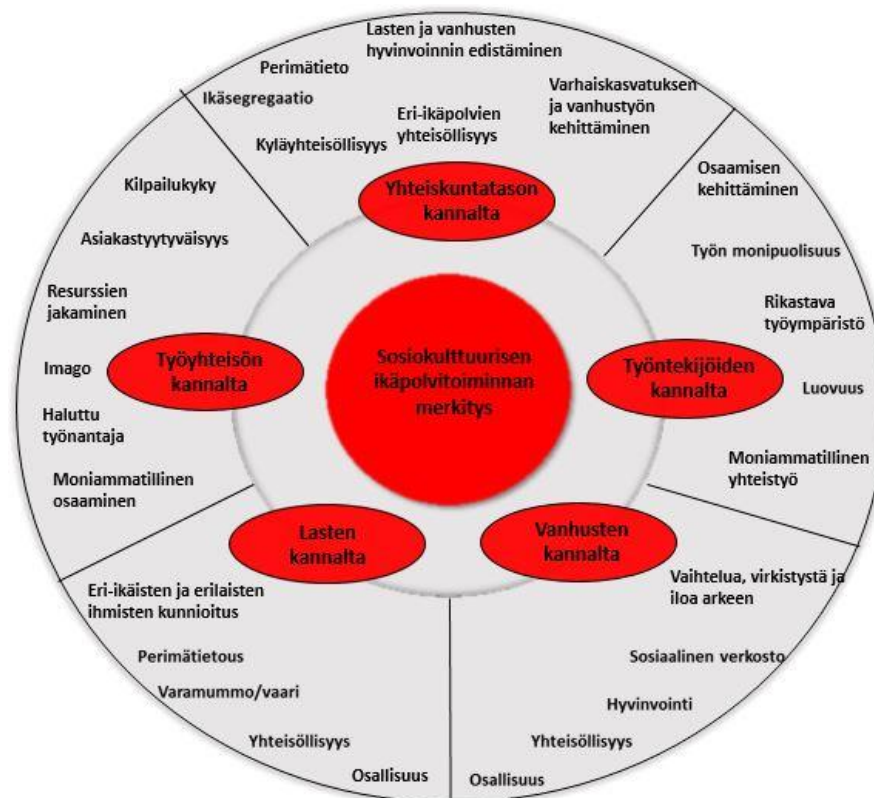 Lasten ja vanhusten
hyvinvoinnin edistäminen
Perimätieto
Ikäsegregaatio
Varhaiskasvatuksen
ja vanhustyön
kehittäminen
Eri-ikäpolvien
yhteisöllisyys
Kyläyhteisöllisyys
Yhteiskuntatason
kannalta
Osaamisen
kehittäminen
Työn monipuolisuus
Rikastava
työympäristö
Luovuus
Moniammatillinen
yhteistyö
Työntekijöiden
kannalta
Kilpailukyky
Asiakastyytyväisyys
Resurssien
jakaminen
Imago
Haluttu
työnantaja
Moniammatillinen
osaaminen
Työyhteisön
kannalta
Sosiokulttuurisen
ikäpolvitoiminnan
merkitys
Lasten
kannalta
Eri-ikäisten ja erilaisten
ihmisten kunnioitus
Perimätietous
Varamummo/vaari
Yhteisöllisyys
Osallisuus
Vanhusten
kannalta
Vaihtelua, virkistystä ja
iloa arkeen
Sosiaalinen verkosto
Hyvinvointi
Yhteisöllisyys
Osallisuus